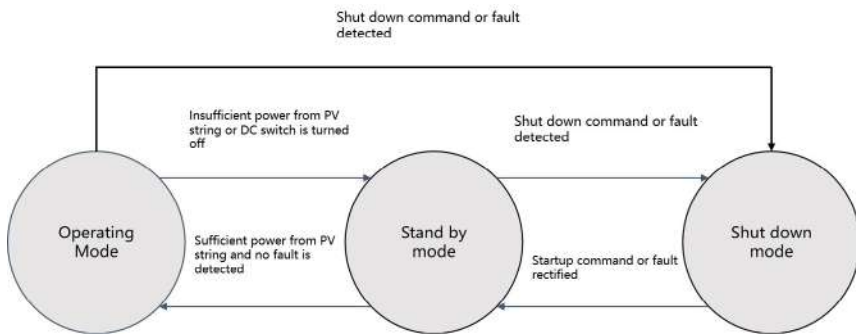 Shut down command or fault
detected
Insufficient power from PV
string or DC switch is turned
off
Shut down command or fault
detected
Operating
Mode
Sufficient power from PV
string and no fault is
detected
Stand by
mode
Startup command or fault
rectified
Shut down
mode